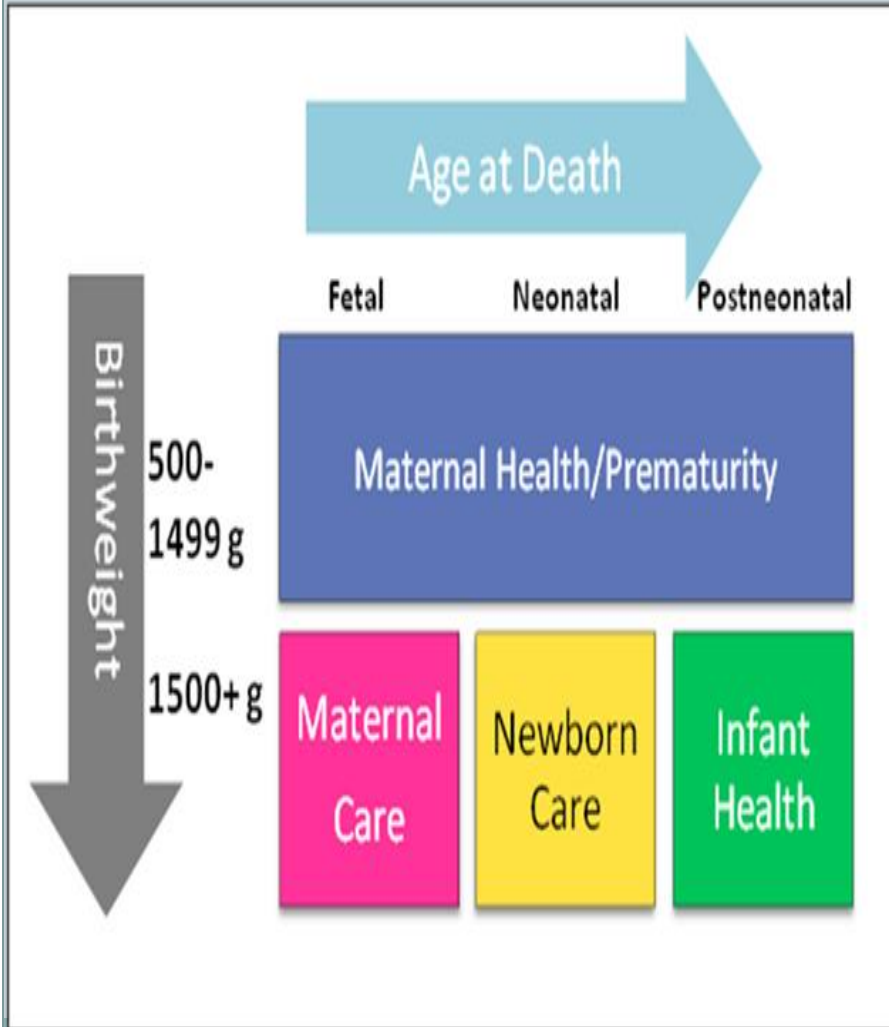 Age at Death
Fetal Neonatal Postneonatal
Birthweight
500-
1499 g
Maternal Health/Prematurity
1500+ g
Maternal
Care
Newborn
Care
Infant
Health